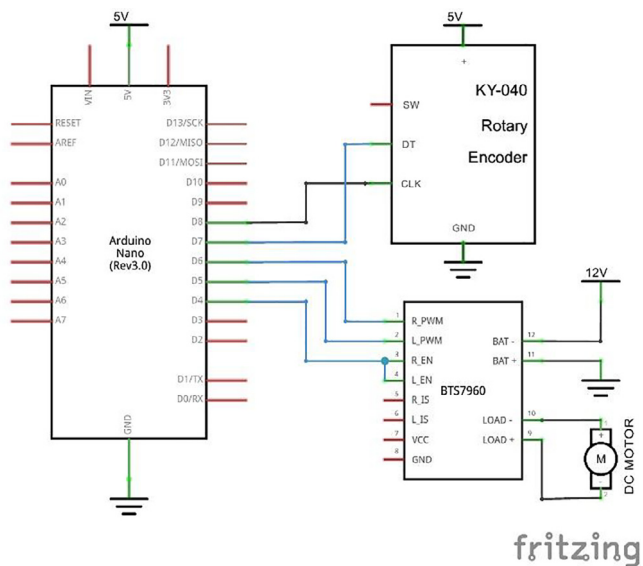 5V
5V
VIN
5V
3V3
RESET
AREF
A0
A1
A2
A3
A4
A5
A6
A7
Arduino
Nano
(Rev3.0)
D13/SCK
D12/MISO
D11/MOSI
D10
D9
D8
D7
D6
D5
D4
D3
D2
D1/TX
D0/RX
GND
+
KY-040
Rotary
Encoder
SW
DT
CLK
GND
12V
1 R_PWM
2 L_PWM
3 R_EN
4 L_EN
5 R_IS
6 L_IS
7 VCC
8 GND
BTS7960
BAT - 12
BAT + 11
LOAD - 10
LOAD + 9
1
+
M
-
2
DC MOTOR
fritzing